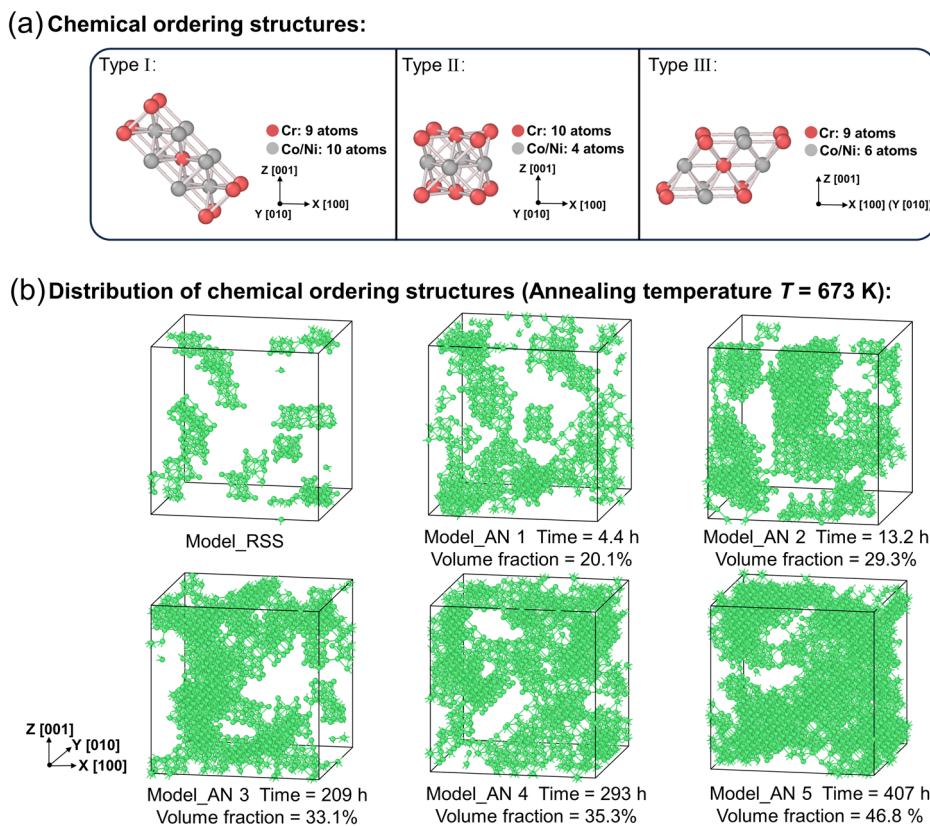 (a) Chemical ordering structures:
Type I:
Cr: 9 atoms
Co/Ni: 10 atoms
Z [001]
X [100]
Y [010]
Type II:
Cr: 10 atoms
Co/Ni: 4 atoms
Z [001]
X [100]
Y [010]
Type III:
Cr: 9 atoms
Co/Ni: 6 atoms
Z [001]
X [100] (Y [010])
(b) Distribution of chemical ordering structures (Annealing temperature T = 673 K):
Model_RSS
Model_AN 1 Time = 4.4 h
Volume fraction = 20.1%
Model_AN 2 Time = 13.2 h
Volume fraction = 29.3%
Z [001]
Y [010]
X [100]
Model_AN 3 Time = 209 h
Volume fraction = 33.1%
Model_AN 4 Time = 293 h
Volume fraction = 35.3%
Model_AN 5 Time = 407 h
Volume fraction = 46.8 %